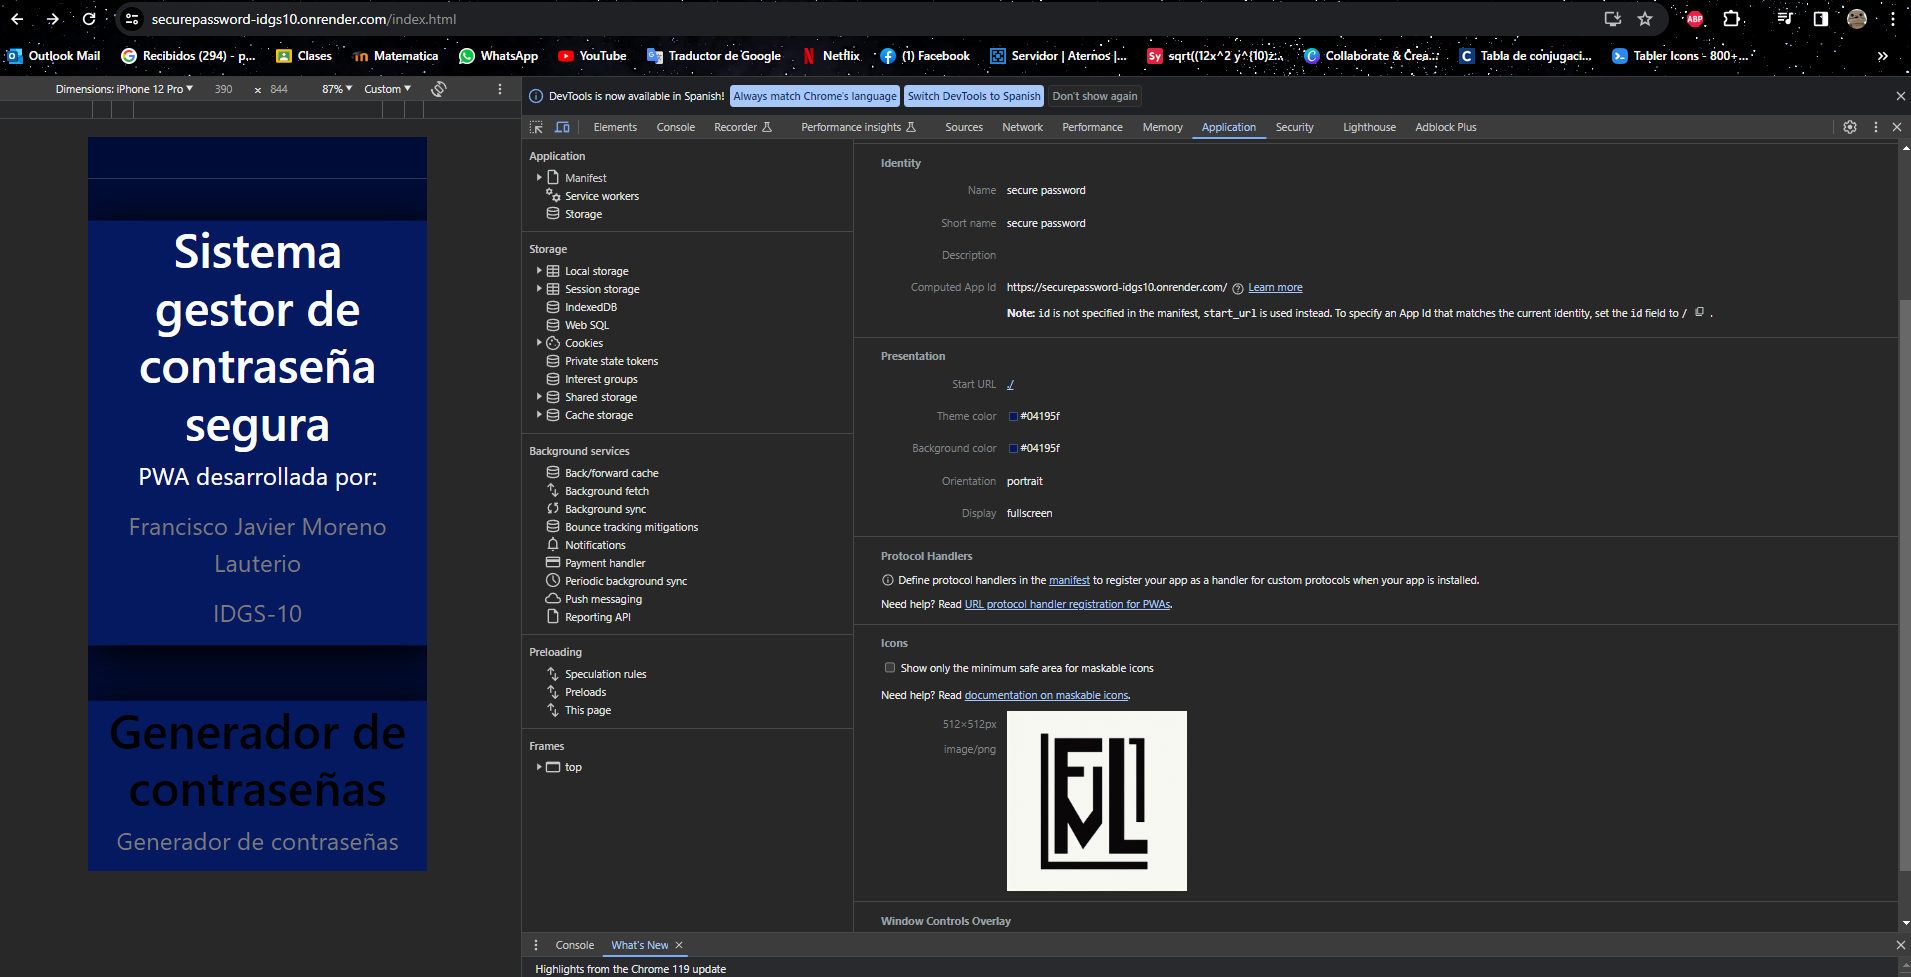 securepassword-idgs10.onrender.com/index.html
ABP
Outlook Mail
Recibidos (294) - p...
Clases
Matematica
WhatsApp
YouTube
Traductor de Google
Netflix
(1) Facebook
Servidor | Aternos |...
Sy sqrt((12x^2 y^{10}z...
Collaborate & Crea...
Tabla de conjugaci...
Tabler Icons - 800+...
Dimensions: iPhone 12 Pro
390 × 844
87%
Custom
Sistema
gestor de
contraseña
segura
PWA desarrollada por:
Francisco Javier Moreno
Lauterio
IDGS-10
Generador de
contraseñas
Generador de contraseñas
DevTools is now available in Spanish!
Always match Chrome's language
Switch DevTools to Spanish
Don't show again
Elements
Console
Recorder
Performance insights
Sources
Network
Performance
Memory
Application
Security
Lighthouse
Adblock Plus
Application
Manifest
Service workers
Storage
Storage
Local storage
Session storage
IndexedDB
Web SQL
Cookies
Private state tokens
Interest groups
Shared storage
Cache storage
Background services
Back/forward cache
Background fetch
Background sync
Bounce tracking mitigations
Notifications
Payment handler
Periodic background sync
Push messaging
Reporting API
Preloading
Speculation rules
Preloads
This page
Frames
top
Identity
Name secure password
Short name secure password
Description
Computed App Id https://securepassword-idgs10.onrender.com/ Learn more
Note: id is not specified in the manifest, start_url is used instead. To specify an App Id that matches the current identity, set the id field to / .
Presentation
Start URL ./
Theme color #04195f
Background color #04195f
Orientation portrait
Display fullscreen
Protocol Handlers
Define protocol handlers in the manifest to register your app as a handler for custom protocols when your app is installed.
Need help? Read URL protocol handler registration for PWAs.
Icons
Show only the minimum safe area for maskable icons
Need help? Read documentation on maskable icons.
512×512px
image/png
Window Controls Overlay
Console
What's New
Highlights from the Chrome 119 update